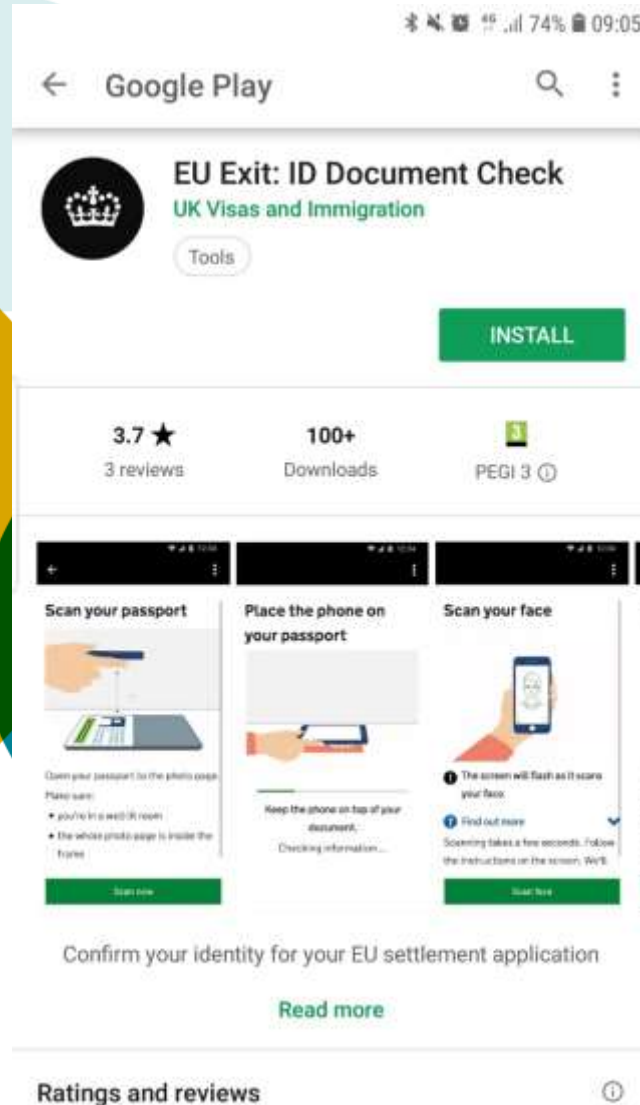 74% 09:05
Google Play
EU Exit: ID Document Check
UK Visas and Immigration
Tools
INSTALL
3.7 ★
3 reviews
100+
Downloads
3
PEGI 3
Scan your passport
Open your passport to the photo page
Make sure:
• you're in a well lit room
• the whole photo page is inside the
frame
Scan now
Place the phone on
your passport
Keep the phone on top of your
document.
Checking information...
Scan your face
The screen will flash as it scans
your face
Find out more
Scanning takes a few seconds. Follow
the instructions on the screen. We'll
Scan face
Confirm your identity for your EU settlement application
Read more
Ratings and reviews